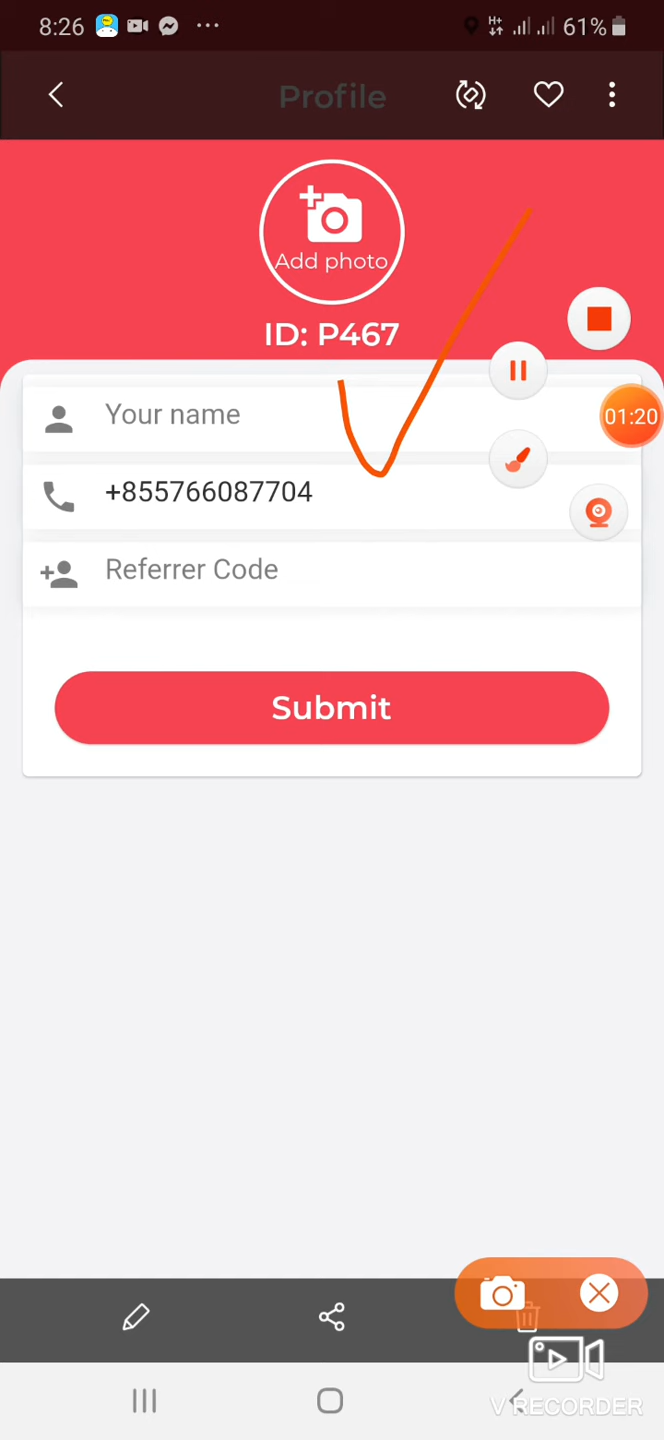 8:26
H+
61%
Profile
Add photo
ID: P467
Your name
01:20
+855766087704
Referrer Code
Submit
V RECORDER